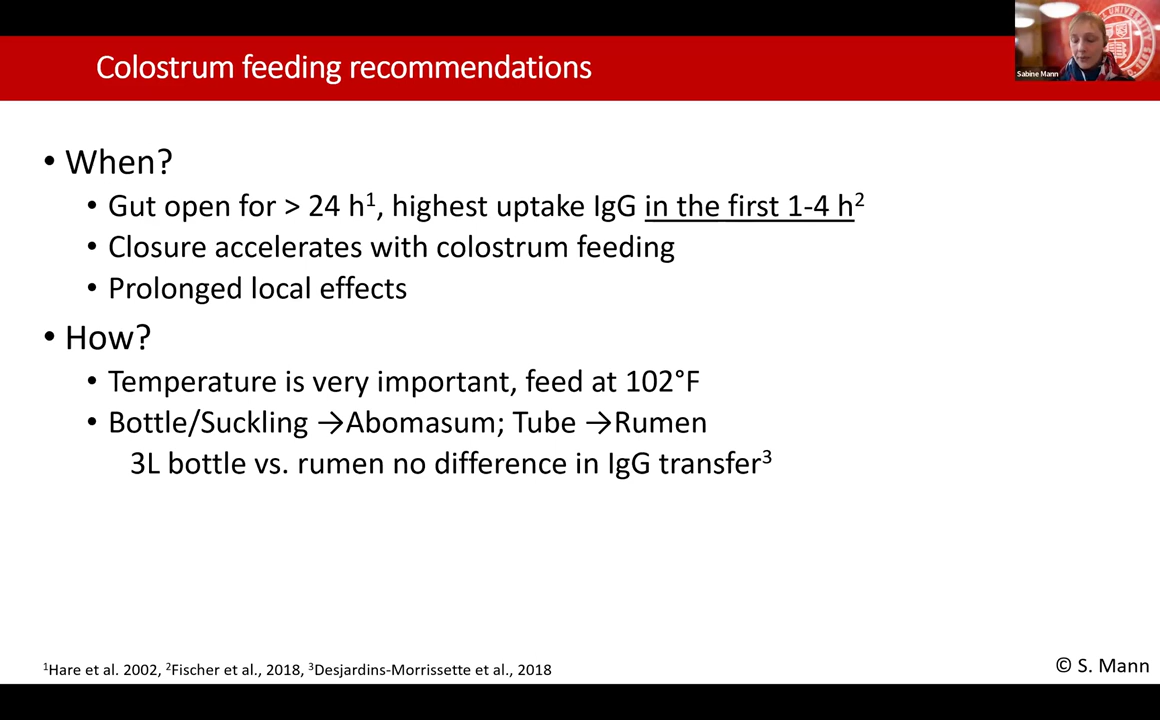 Colostrum feeding recommendations
Sabine Mann
• When?
• Gut open for > 24 h¹, highest uptake IgG in the first 1-4 h²
• Closure accelerates with colostrum feeding
• Prolonged local effects
• How?
• Temperature is very important, feed at 102°F
• Bottle/Suckling →Abomasum; Tube →Rumen
3L bottle vs. rumen no difference in IgG transfer³
¹Hare et al. 2002, ²Fischer et al., 2018, ³Desjardins-Morrissette et al., 2018
© S. Mann